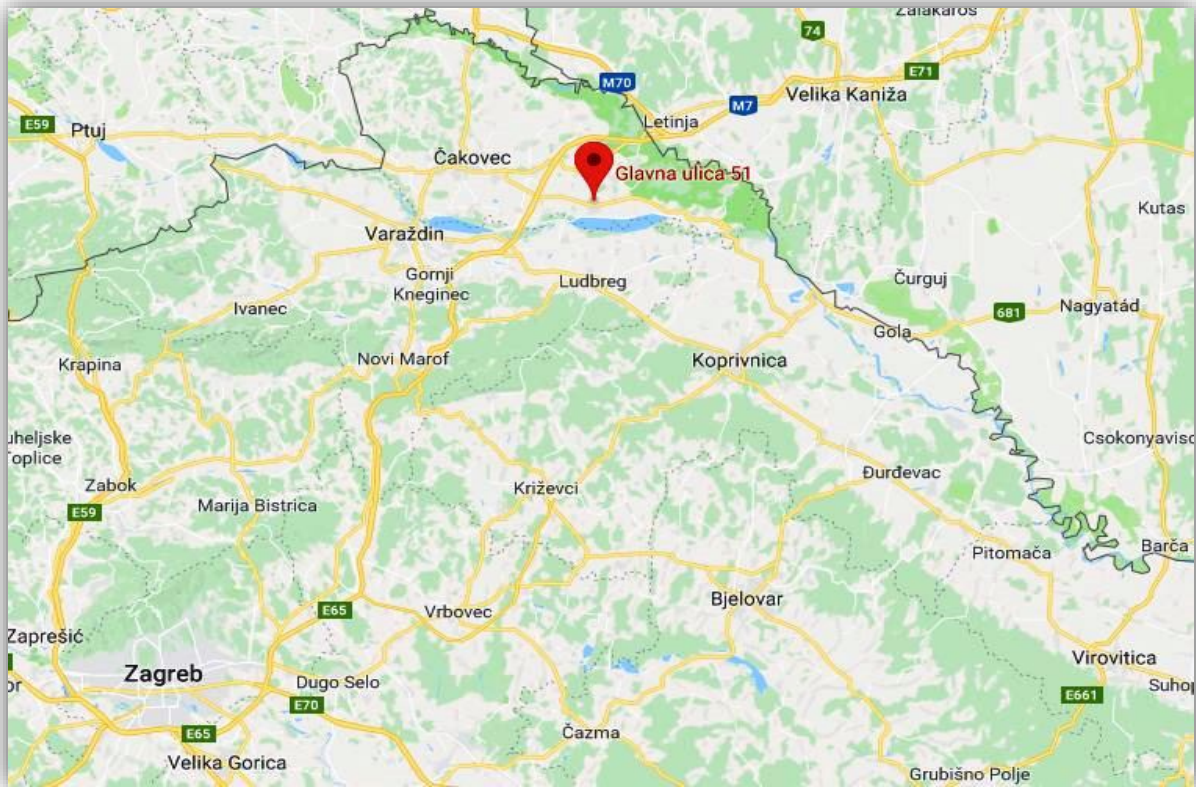 Zalakaros
74
E71
M70
Velika Kaniža
M7
E59
Ptuj
Letinja
Čakovec
Glavna ulica 51
Kutas
Varaždin
Gornji
Kneginec
Ludbreg
Čurguj
Ivanec
Nagyatád
681
Gola
Krapina
Novi Marof
Koprivnica
uheljske
Toplice
Csokonyavisc
Zabok
Đurđevac
Križevci
Marija Bistrica
E59
Barča
Pitomača
Bjelovar
E65
Vrbovec
Zaprešić
Virovitica
Zagreb
Dugo Selo
Suhop
or
E661
E70
E65
Čazma
Velika Gorica
Grubišno Polje